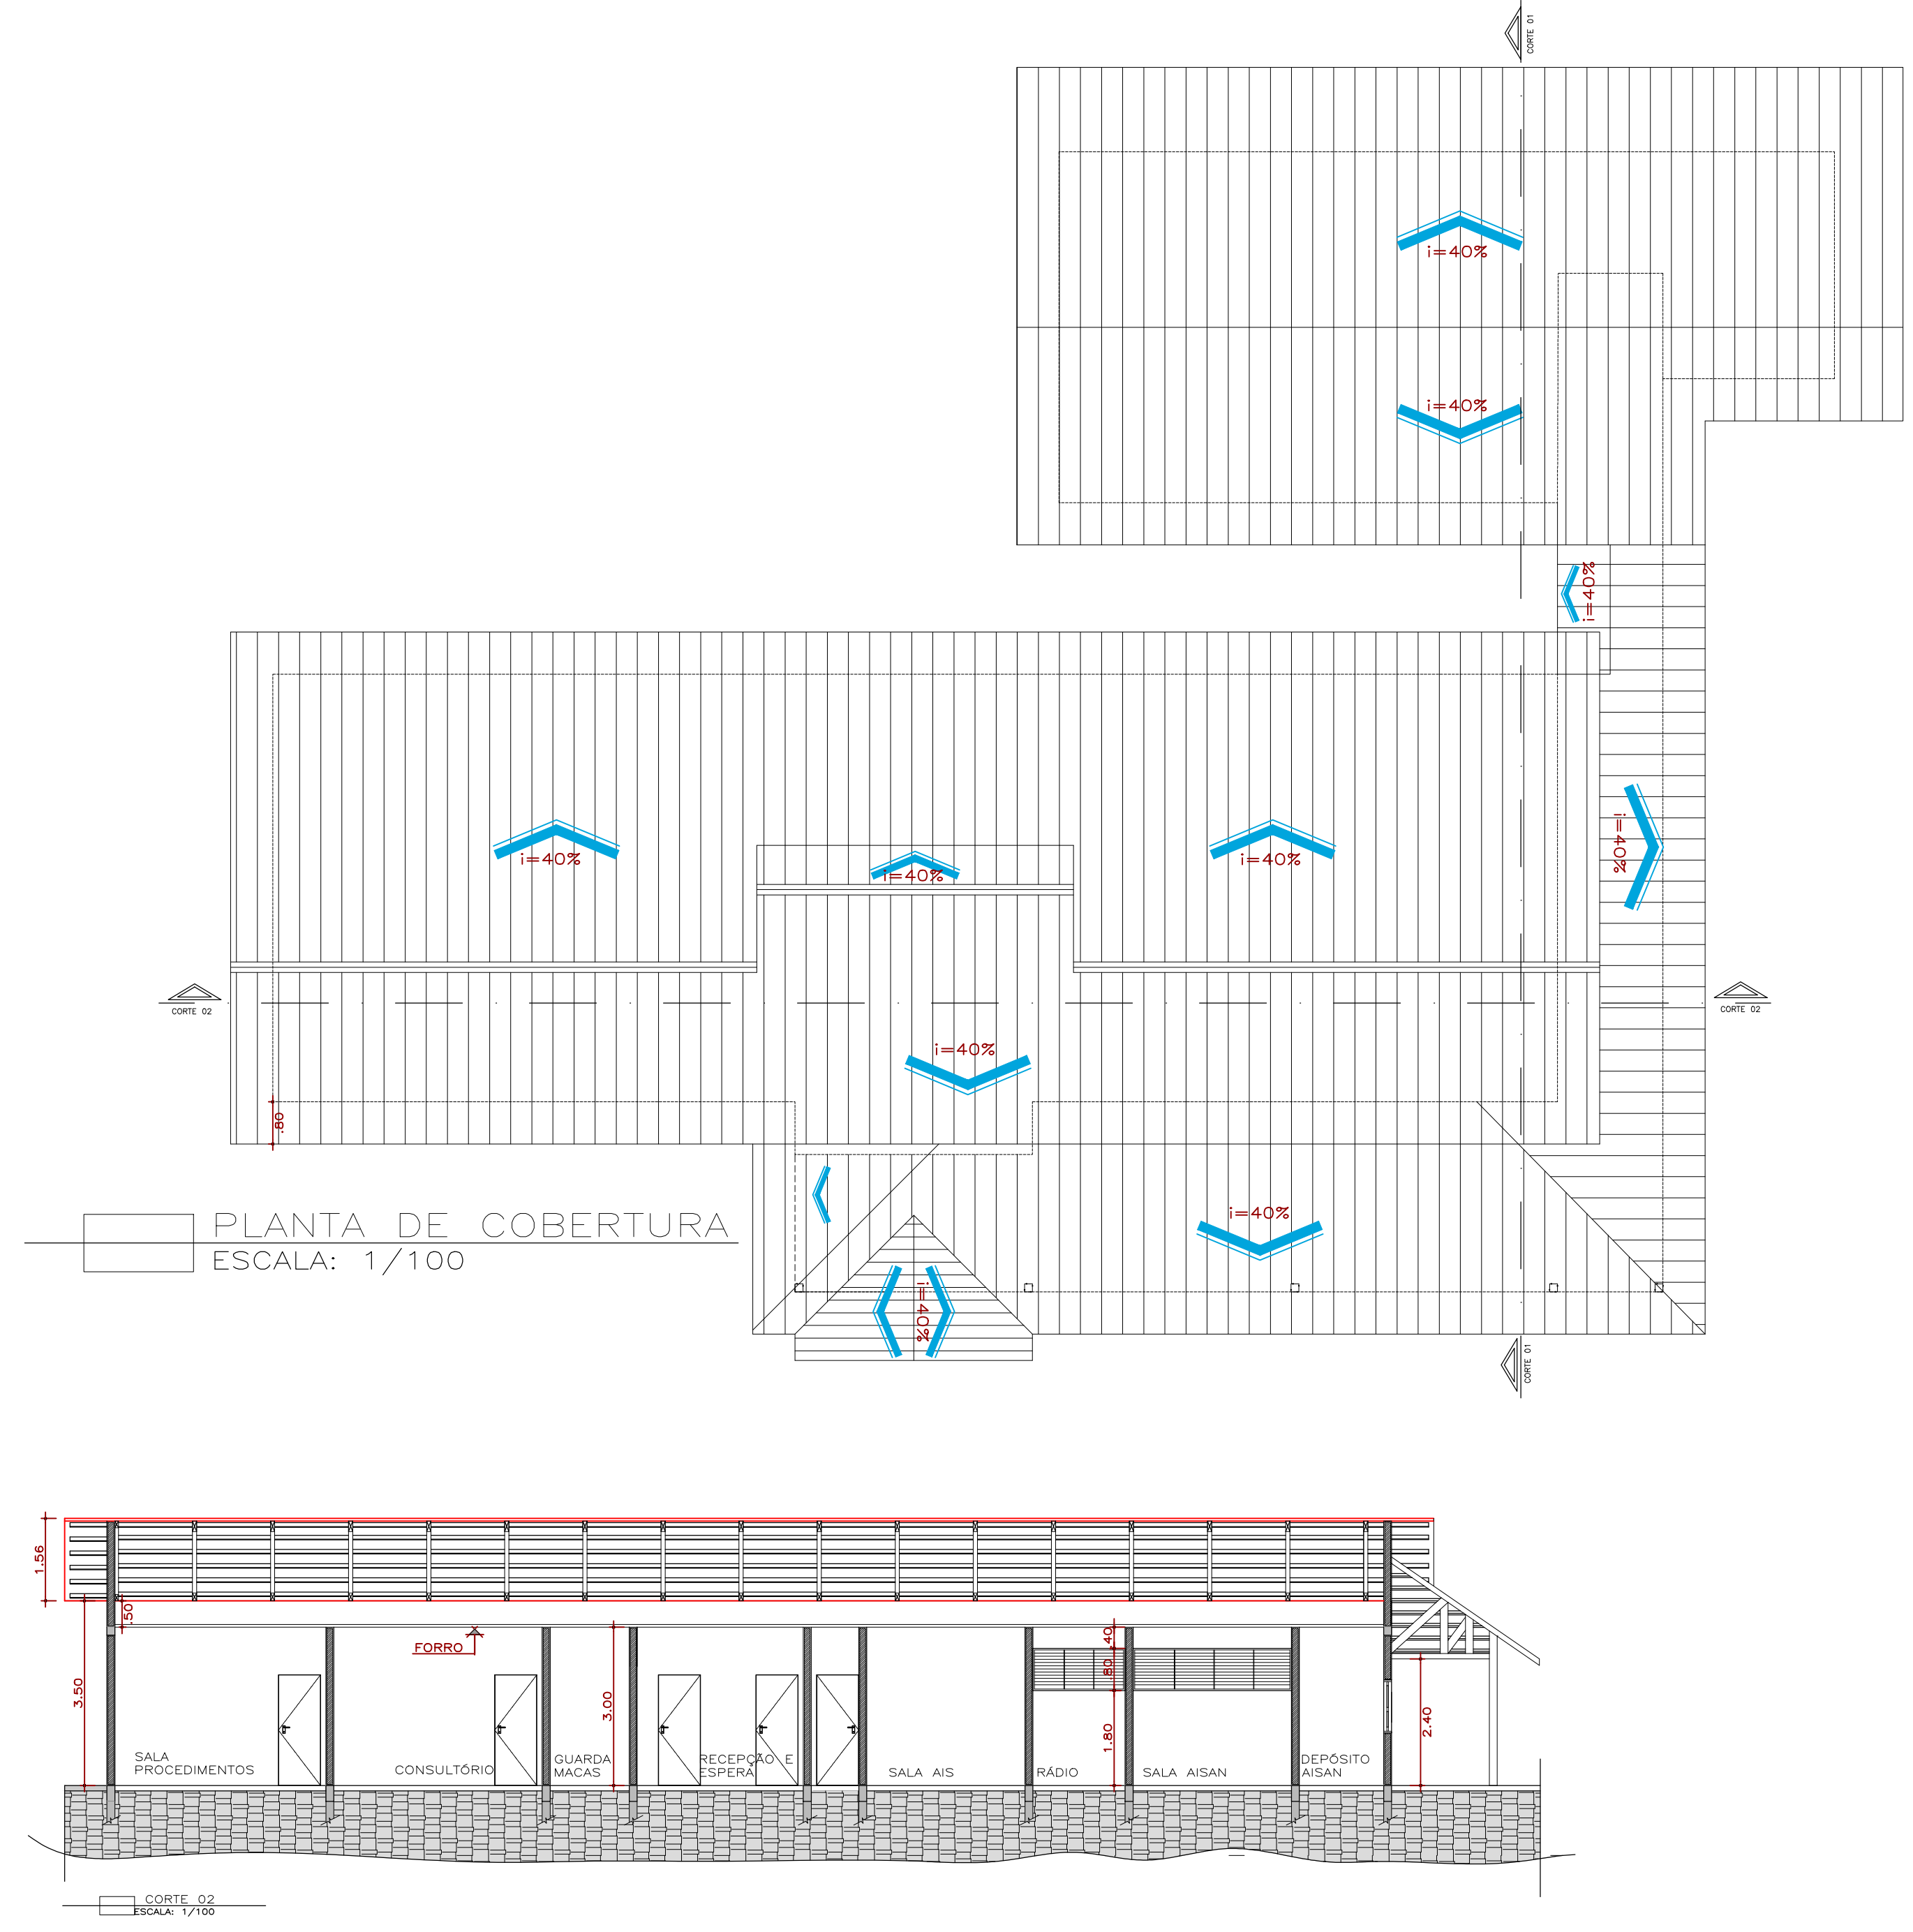 CORTE 01
i=40%
i=40%
i=40%
i=40%
i=40%
i=40%
i=40%
CORTE 02
CORTE 02
i=40%
.80
i=40%
i=40%
PLANTA DE COBERTURA
ESCALA: 1/100
CORTE 01
1.56
.50
FORRO
.40
.80
3.50
3.00
1.80
2.40
SALA
PROCEDIMENTOS
CONSULTÓRIO
GUARDA
MACAS
RECEPÇÃO E
ESPERA
SALA AIS
RÁDIO
SALA AISAN
DEPÓSITO
AISAN
CORTE 02
ESCALA: 1/100